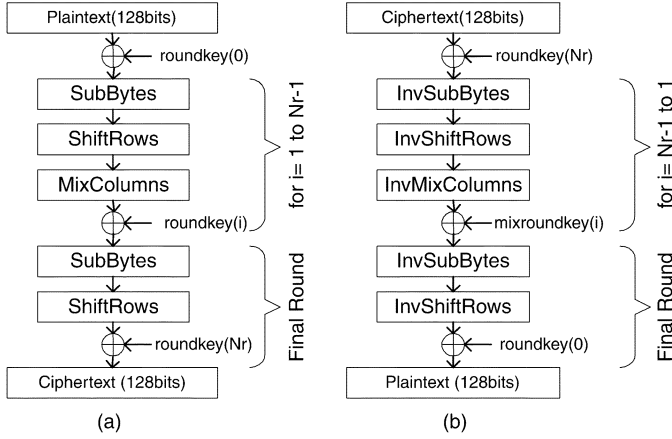 Plaintext(128bits)
roundkey(0)
SubBytes
ShiftRows
MixColumns
roundkey(i)
for i= 1 to Nr-1
SubBytes
ShiftRows
roundkey(Nr)
Final Round
Ciphertext (128bits)
(a)
Ciphertext(128bits)
roundkey(Nr)
InvSubBytes
InvShiftRows
InvMixColumns
mixroundkey(i)
for i= Nr-1 to 1
InvSubBytes
InvShiftRows
roundkey(0)
Final Round
Plaintext (128bits)
(b)